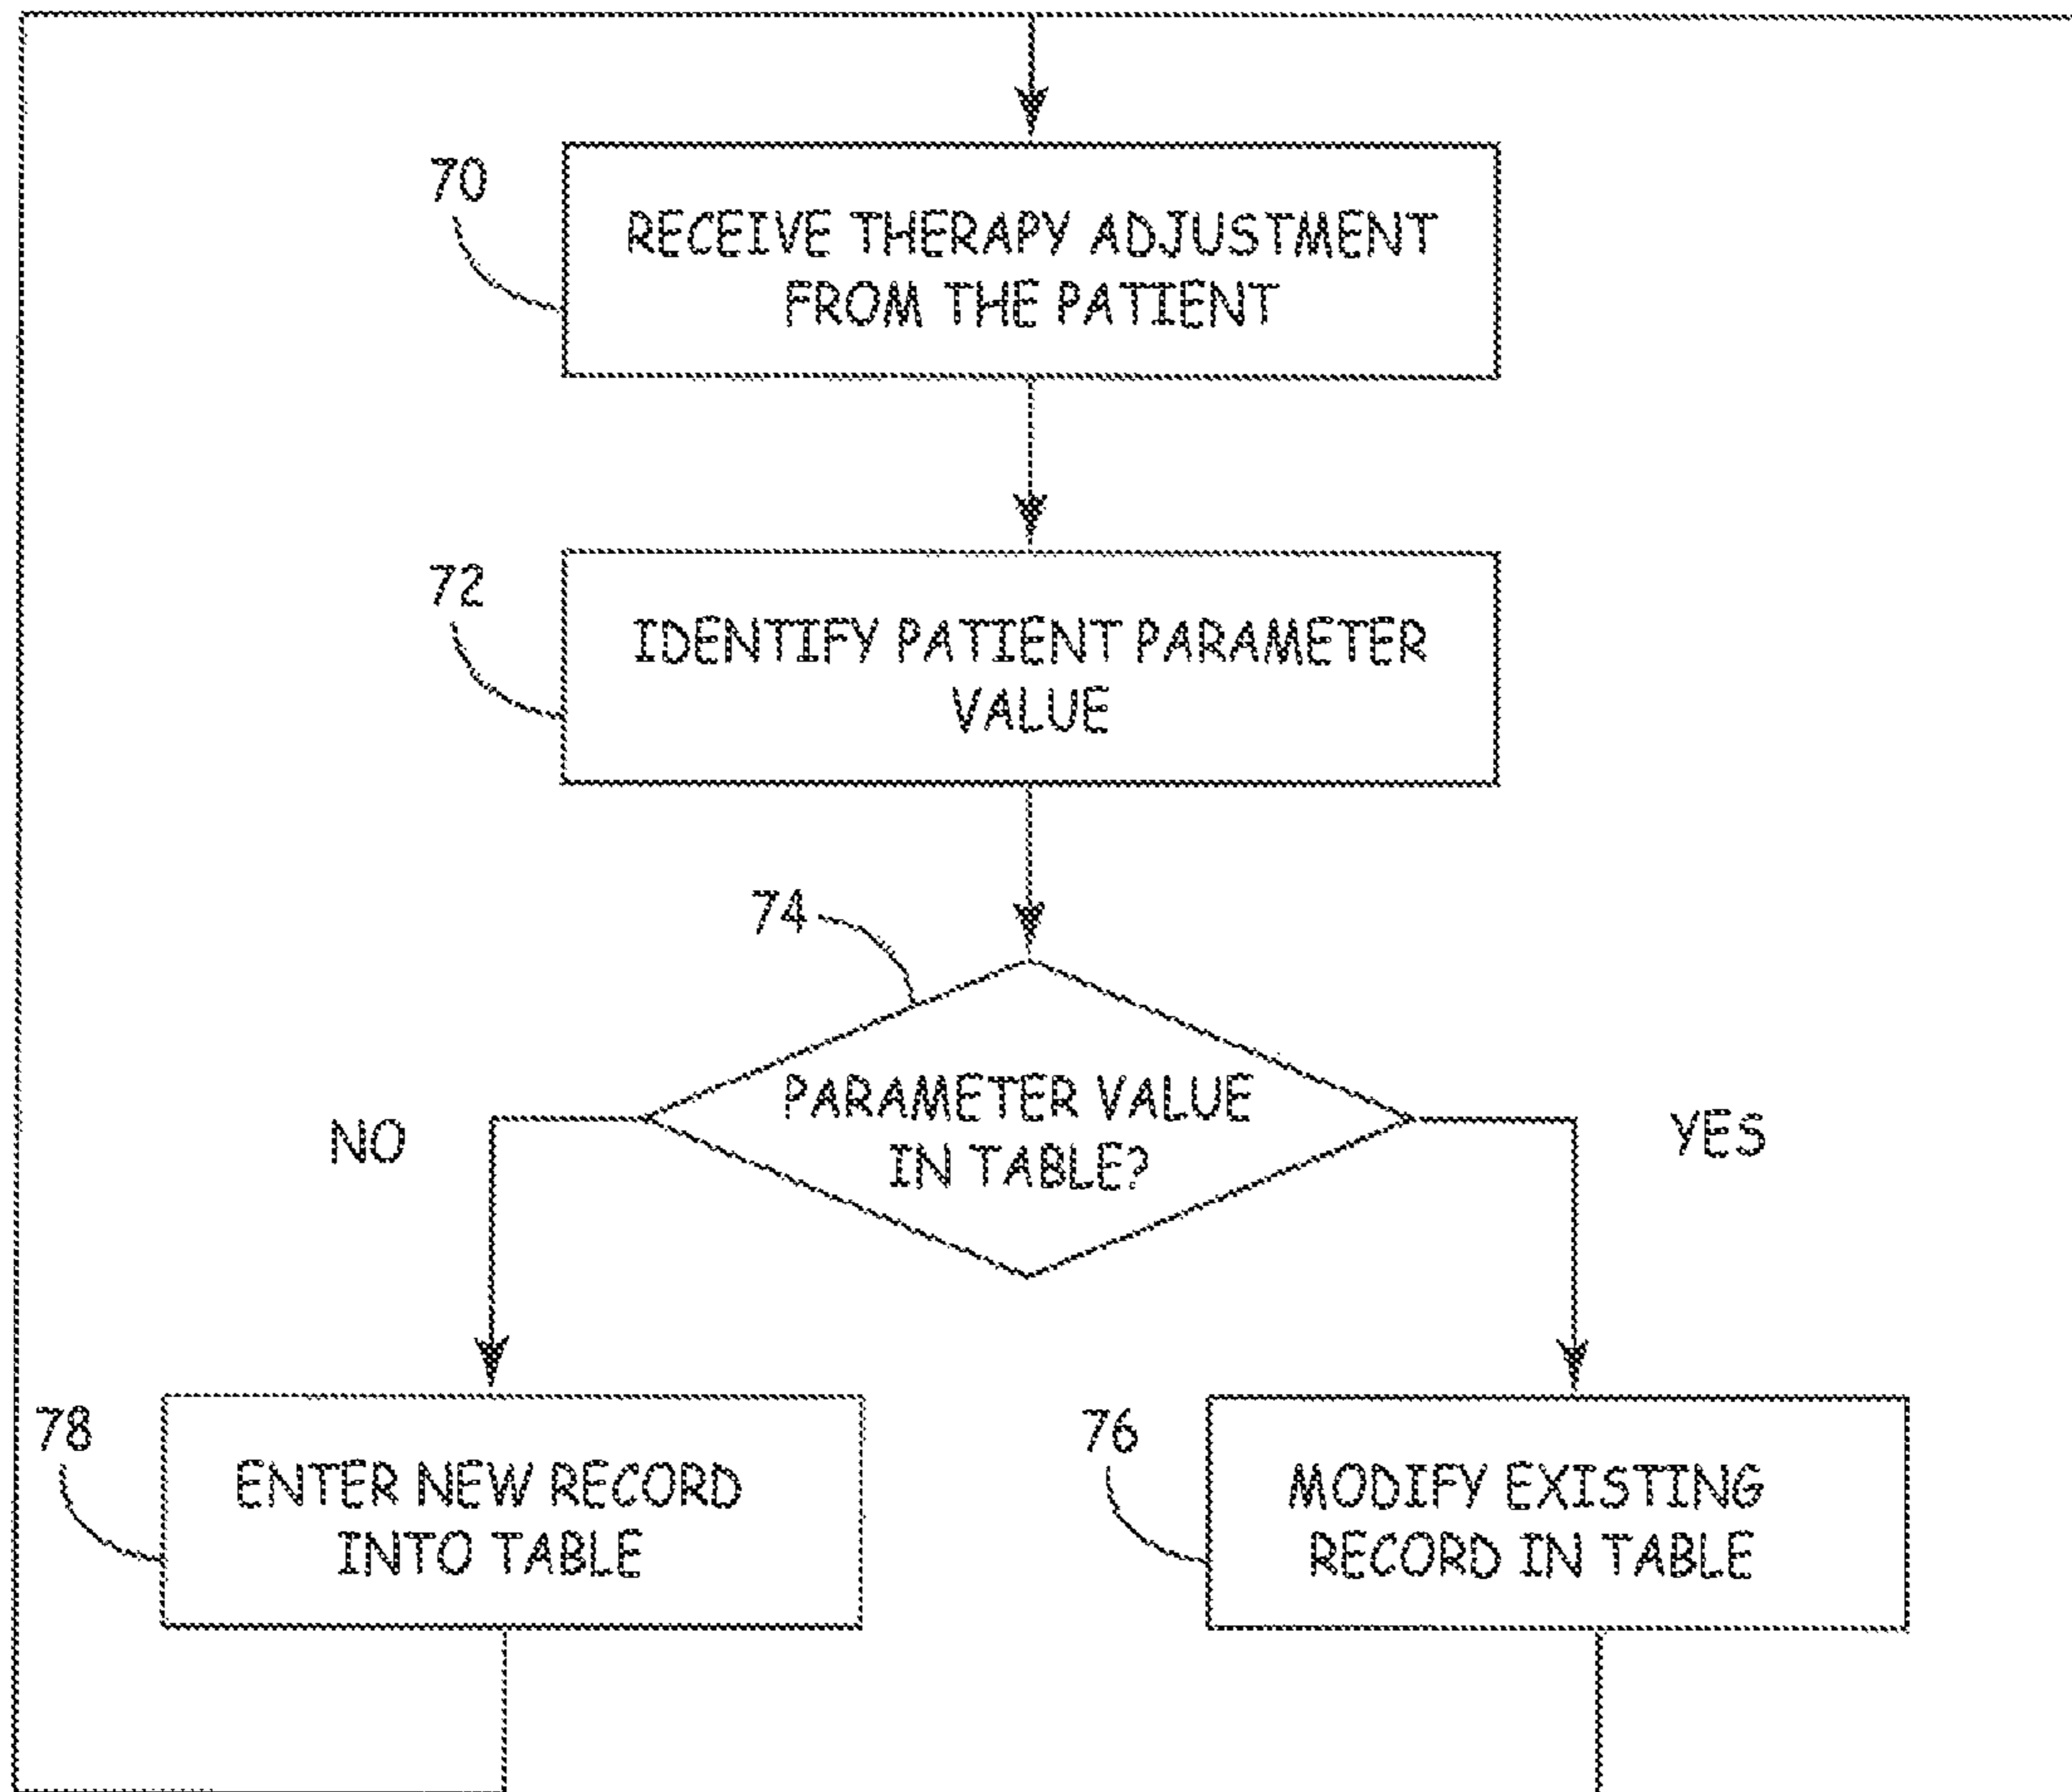 70
RECEIVE THERAPY ADJUSTMENT
FROM THE PATIENT
72
IDENTIFY PATIENT PARAMETER
VALUE
74
PARAMETER VALUE
IN TABLE?
NO
YES
78
ENTER NEW RECORD
INTO TABLE
76
MODIFY EXISTING
RECORD IN TABLE